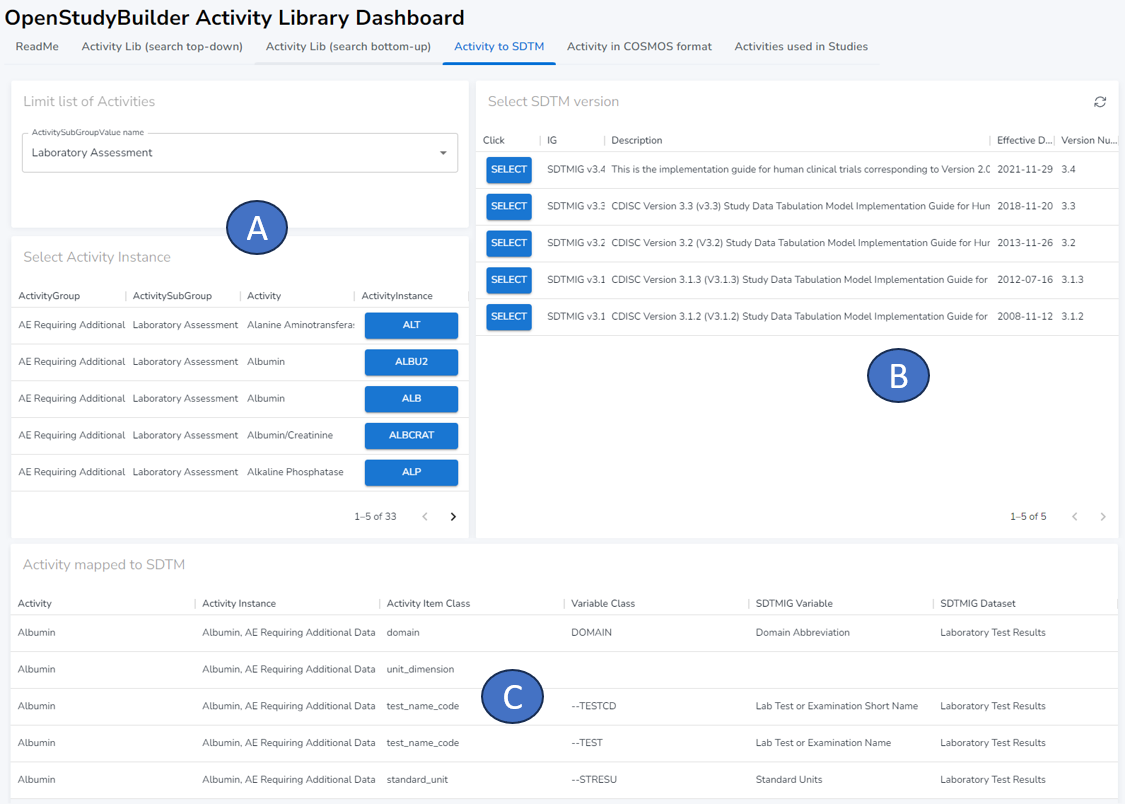 OpenStudyBuilder Activity Library Dashboard
ReadMe Activity Lib (search top-down) Activity Lib (search bottom-up) Activity to SDTM Activity in COSMOS format Activities used in Studies
Limit list of Activities
ActivitySubGroupValue name
Laboratory Assessment
A
Select Activity Instance
ActivityGroup ActivitySubGroup Activity ActivityInstance
AE Requiring Additional Laboratory Assessment Alanine Aminotransferas ALT
AE Requiring Additional Laboratory Assessment Albumin ALBU2
AE Requiring Additional Laboratory Assessment Albumin ALB
AE Requiring Additional Laboratory Assessment Albumin/Creatinine ALBCRAT
AE Requiring Additional Laboratory Assessment Alkaline Phosphatase ALP
1–5 of 33
Select SDTM version
Click IG Description Effective D... Version Nu...
SELECT SDTMIG v3.4 This is the implementation guide for human clinical trials corresponding to Version 2.0 2021-11-29 3.4
SELECT SDTMIG v3.3 CDISC Version 3.3 (v3.3) Study Data Tabulation Model Implementation Guide for Hum 2018-11-20 3.3
SELECT SDTMIG v3.2 CDISC Version 3.2 (V3.2) Study Data Tabulation Model Implementation Guide for Hum 2013-11-26 3.2
SELECT SDTMIG v3.1 CDISC Version 3.1.3 (V3.1.3) Study Data Tabulation Model Implementation Guide for 2012-07-16 3.1.3
SELECT SDTMIG v3.1 CDISC Version 3.1.2 (V3.1.2) Study Data Tabulation Model Implementation Guide for 2008-11-12 3.1.2
B
1–5 of 5
Activity mapped to SDTM
Activity Activity Instance Activity Item Class Variable Class SDTMIG Variable SDTMIG Dataset
Albumin Albumin, AE Requiring Additional Data domain DOMAIN Domain Abbreviation Laboratory Test Results
Albumin Albumin, AE Requiring Additional Data unit_dimension
Albumin Albumin, AE Requiring Additional Data test_name_code --TESTCD Lab Test or Examination Short Name Laboratory Test Results
C
Albumin Albumin, AE Requiring Additional Data test_name_code --TEST Lab Test or Examination Name Laboratory Test Results
Albumin Albumin, AE Requiring Additional Data standard_unit --STRESU Standard Units Laboratory Test Results